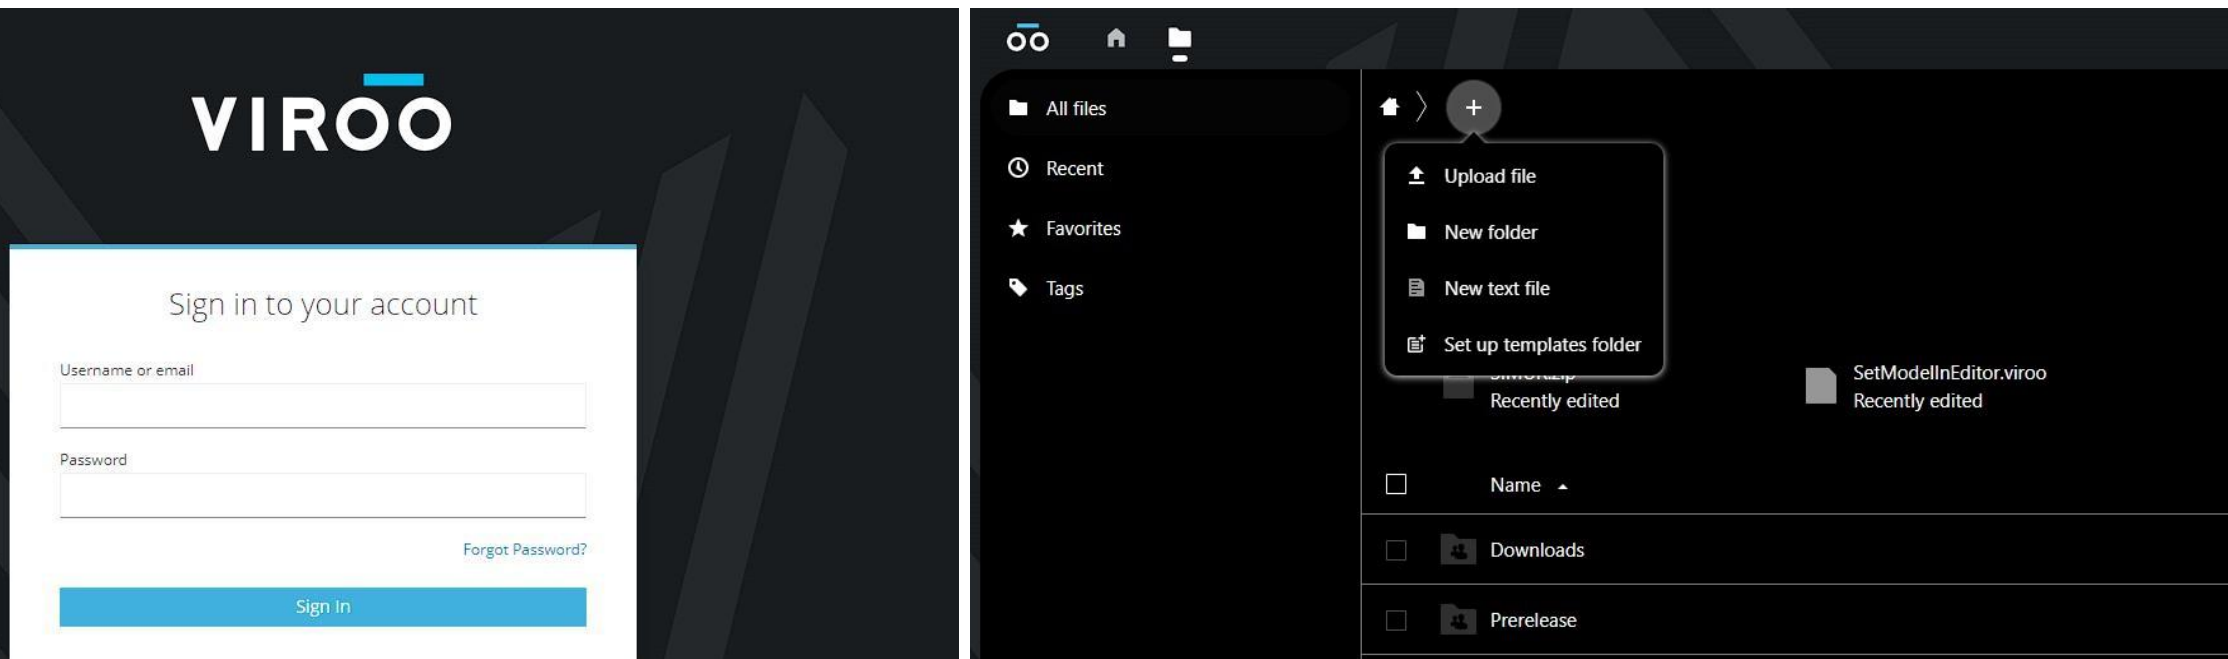 VIROO
Sign in to your account
Username or email
Password
Forgot Password?
Sign In
All files
Recent
Favorites
Tags
+
Upload file
New folder
New text file
Set up templates folder
Recently edited
SetModelInEditor.viroo
Recently edited
Name
Downloads
Prerelease